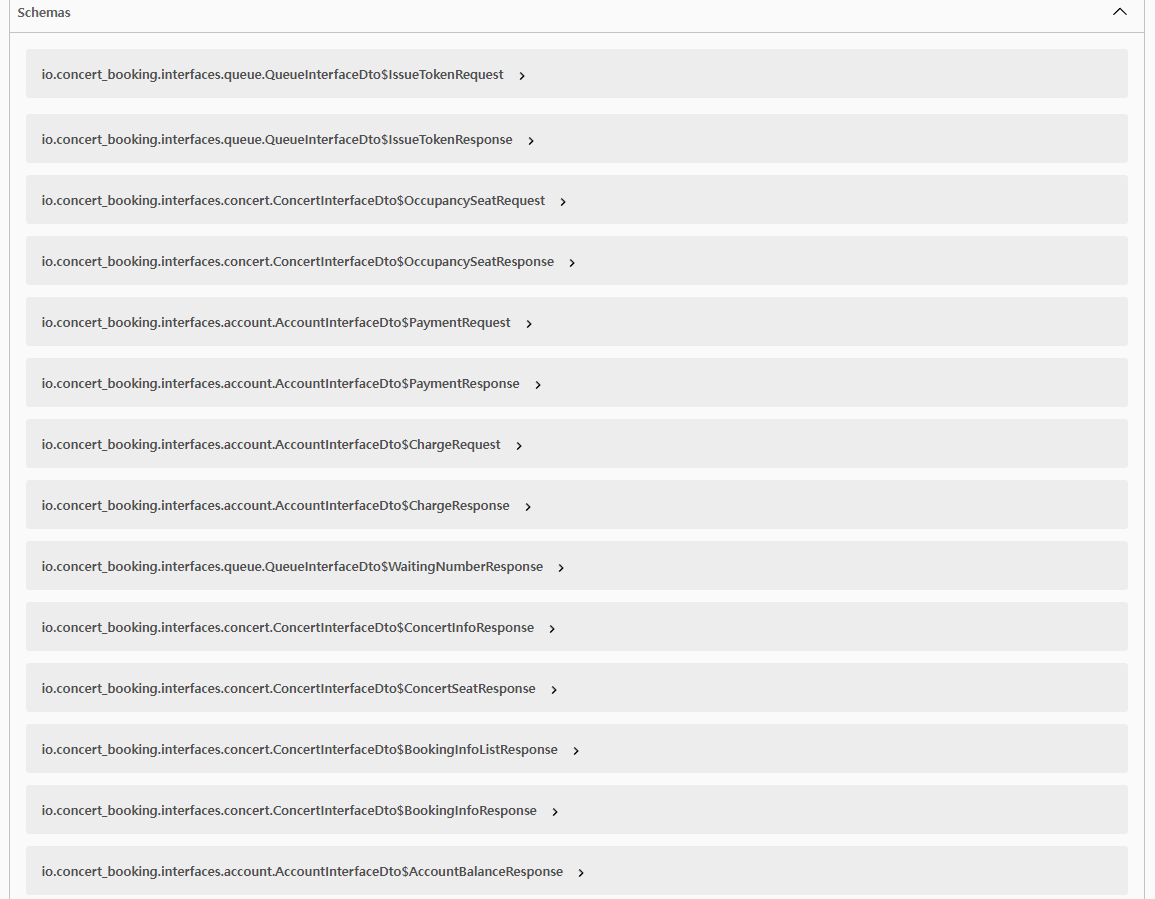 Schemas
io.concert_booking.interfaces.queue.QueueInterfaceDto$IssueTokenRequest
io.concert_booking.interfaces.queue.QueueInterfaceDto$IssueTokenResponse
io.concert_booking.interfaces.concert.ConcertInterfaceDto$OccupancySeatRequest
io.concert_booking.interfaces.concert.ConcertInterfaceDto$OccupancySeatResponse
io.concert_booking.interfaces.account.AccountInterfaceDto$PaymentRequest
io.concert_booking.interfaces.account.AccountInterfaceDto$PaymentResponse
io.concert_booking.interfaces.account.AccountInterfaceDto$ChargeRequest
io.concert_booking.interfaces.account.AccountInterfaceDto$ChargeResponse
io.concert_booking.interfaces.queue.QueueInterfaceDto$WaitingNumberResponse
io.concert_booking.interfaces.concert.ConcertInterfaceDto$ConcertInfoResponse
io.concert_booking.interfaces.concert.ConcertInterfaceDto$ConcertSeatResponse
io.concert_booking.interfaces.concert.ConcertInterfaceDto$BookingInfoListResponse
io.concert_booking.interfaces.concert.ConcertInterfaceDto$BookingInfoResponse
io.concert_booking.interfaces.account.AccountInterfaceDto$AccountBalanceResponse